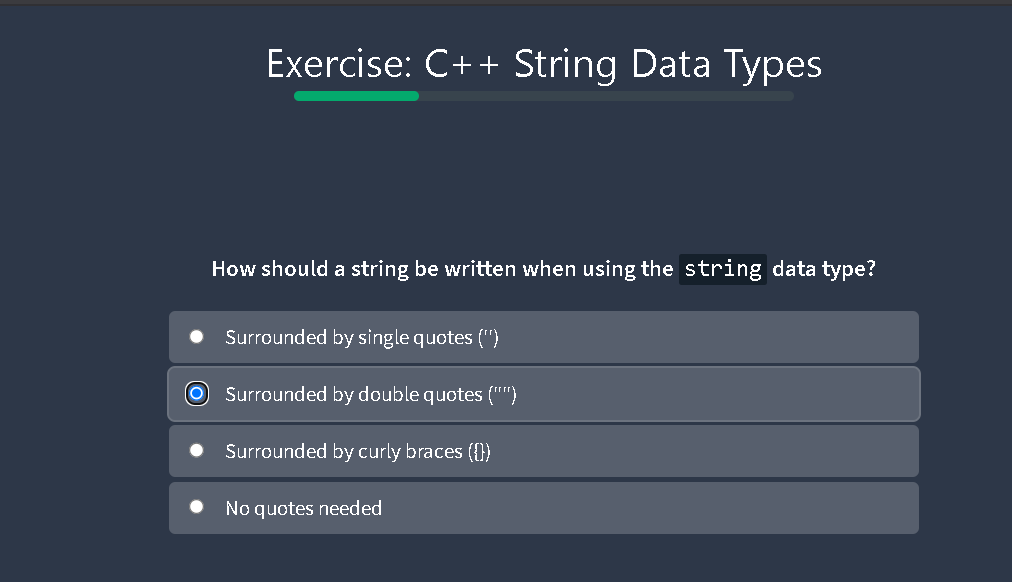 Exercise: C++ String Data Types
How should a string be written when using the string data type?
Surrounded by single quotes ('')
Surrounded by double quotes ("")
Surrounded by curly braces ({})
No quotes needed